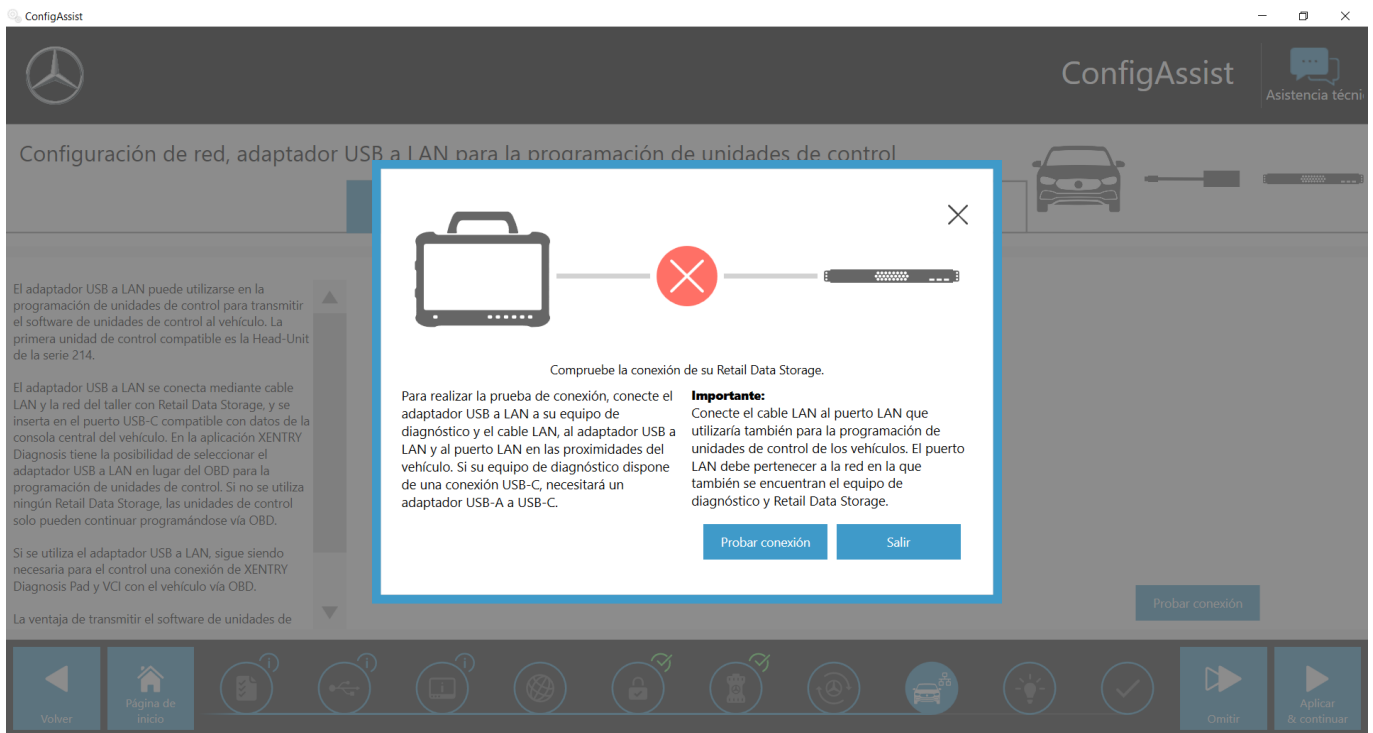 ConfigAssist
ConfigAssist
Asistencia técni
Configuración de red, adaptador USB a LAN para la programación de unidades de control
El adaptador USB a LAN puede utilizarse en la
programación de unidades de control para transmitir
el software de unidades de control al vehículo. La
primera unidad de control compatible es la Head-Unit
de la serie 214.
El adaptador USB a LAN se conecta mediante cable
LAN y la red del taller con Retail Data Storage, y se
inserta en el puerto USB-C compatible con datos de la
consola central del vehículo. En la aplicación XENTRY
Diagnosis tiene la posibilidad de seleccionar el
adaptador USB a LAN en lugar del OBD para la
programación de unidades de control. Si no se utiliza
ningún Retail Data Storage, las unidades de control
solo pueden continuar programándose vía OBD.
Si se utiliza el adaptador USB a LAN, sigue siendo
necesaria para el control una conexión de XENTRY
Diagnosis Pad y VCI con el vehículo vía OBD.
La ventaja de transmitir el software de unidades de
Compruebe la conexión de su Retail Data Storage.
Para realizar la prueba de conexión, conecte el
adaptador USB a LAN a su equipo de
diagnóstico y el cable LAN, al adaptador USB a
LAN y al puerto LAN en las proximidades del
vehículo. Si su equipo de diagnóstico dispone
de una conexión USB-C, necesitará un
adaptador USB-A a USB-C.
Importante:
Conecte el cable LAN al puerto LAN que
utilizaría también para la programación de
unidades de control de los vehículos. El puerto
LAN debe pertenecer a la red en la que
también se encuentran el equipo de
diagnóstico y Retail Data Storage.
Probar conexión
Salir
Probar conexión
Volver
Página de
inicio
Omitir
Aplicar
& continuar